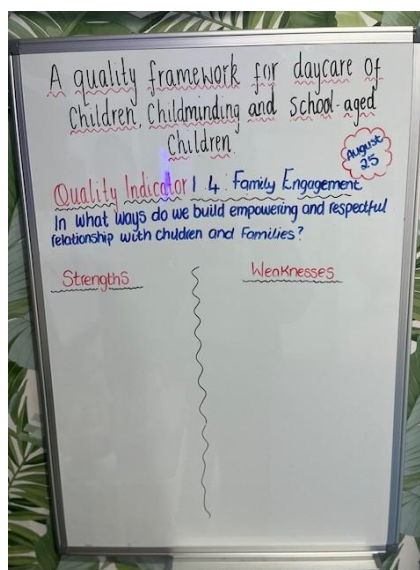 A quality framework for daycare of
Children, Childminding and School-aged
Children.
August
25
Quality Indicator 1.4: Family Engagement
In what ways do we build empowering and respectful
relationship with children and Families?
Strengths
Weaknesses